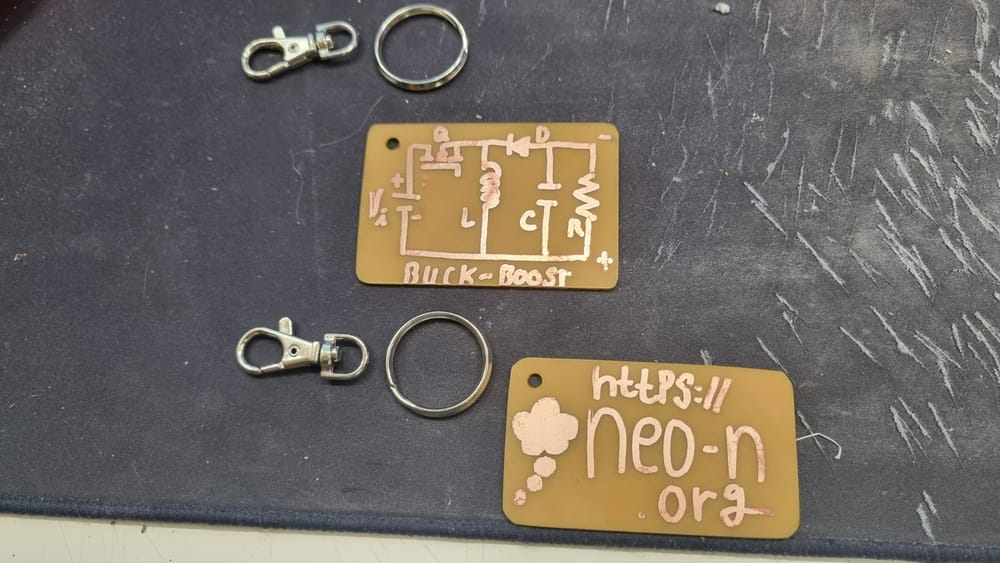 Q D -
+
Vi - L C R
+
BUCK-BOOST
https://
neo-n
.org